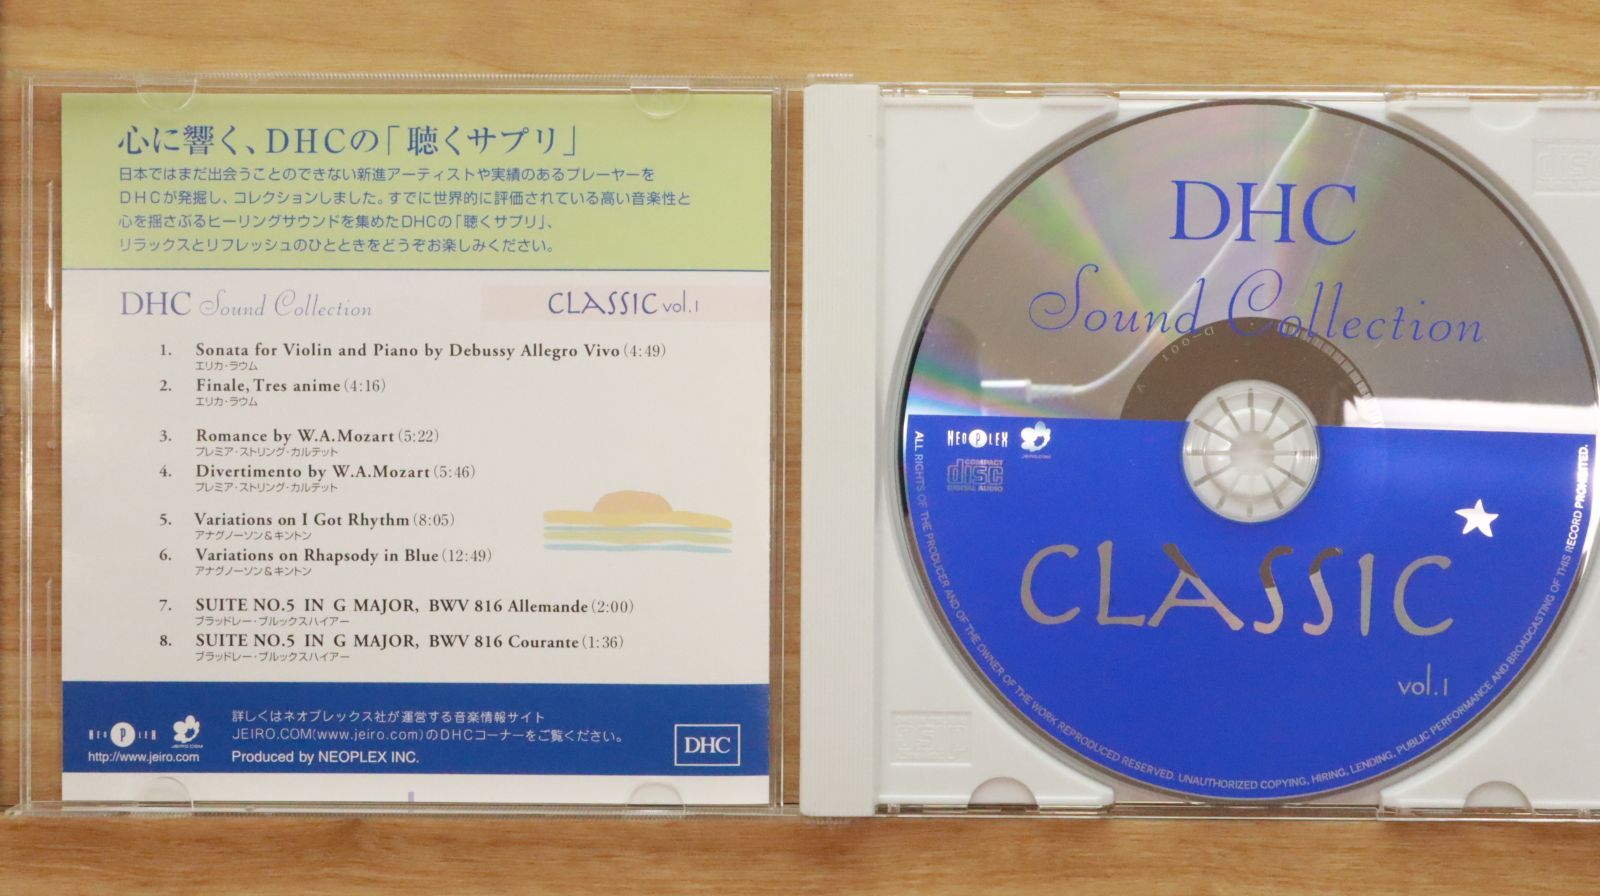 心に響く、DHCの「聴くサプリ」
日本ではまだ出会うことのできない新進アーティストや実績のあるプレーヤーを
DHCが発掘し、コレクションしました。すでに世界的に評価されている高い音楽性と
心を揺さぶるヒーリングサウンドを集めたDHCの「聴くサプリ」、
リラックスとリフレッシュのひとときをどうぞお楽しみください。
DHC Sound Collection CLASSIC vol.1
1. Sonata for Violin and Piano by Debussy Allegro Vivo (4:49)
エリカ・ラウム
2. Finale, Tres anime (4:16)
エリカ・ラウム
3. Romance by W.A.Mozart (5:22)
プレミア・ストリング・カルテット
4. Divertimento by W.A.Mozart (5:46)
プレミア・ストリング・カルテット
5. Variations on I Got Rhythm (8:05)
アナグノーソン&キントン
6. Variations on Rhapsody in Blue (12:49)
アナグノーソン&キントン
7. SUITE NO.5 IN G MAJOR, BWV 816 Allemande (2:00)
ブラッドレー・ブルックスハイアー
8. SUITE NO.5 IN G MAJOR, BWV 816 Courante (1:36)
ブラッドレー・ブルックスハイアー
NEOPLEX JEIRO.COM
http://www.jeiro.com
詳しくはネオプレックス社が運営する音楽情報サイト
JEIRO.COM(www.jeiro.com)のDHCコーナーをご覧ください。
Produced by NEOPLEX INC.
DHC
DHC
Sound Collection
NEOPLEX JEIRO.COM
COMPACT
disc
DIGITAL AUDIO
CLASSIC
vol.1
ALL RIGHTS OF THE PRODUCER AND OF THE OWNER OF THE WORK REPRODUCED RESERVED. UNAUTHORIZED COPYING, HIRING, LENDING, PUBLIC PERFORMANCE AND BROADCASTING OF THIS RECORD PROHIBITED.